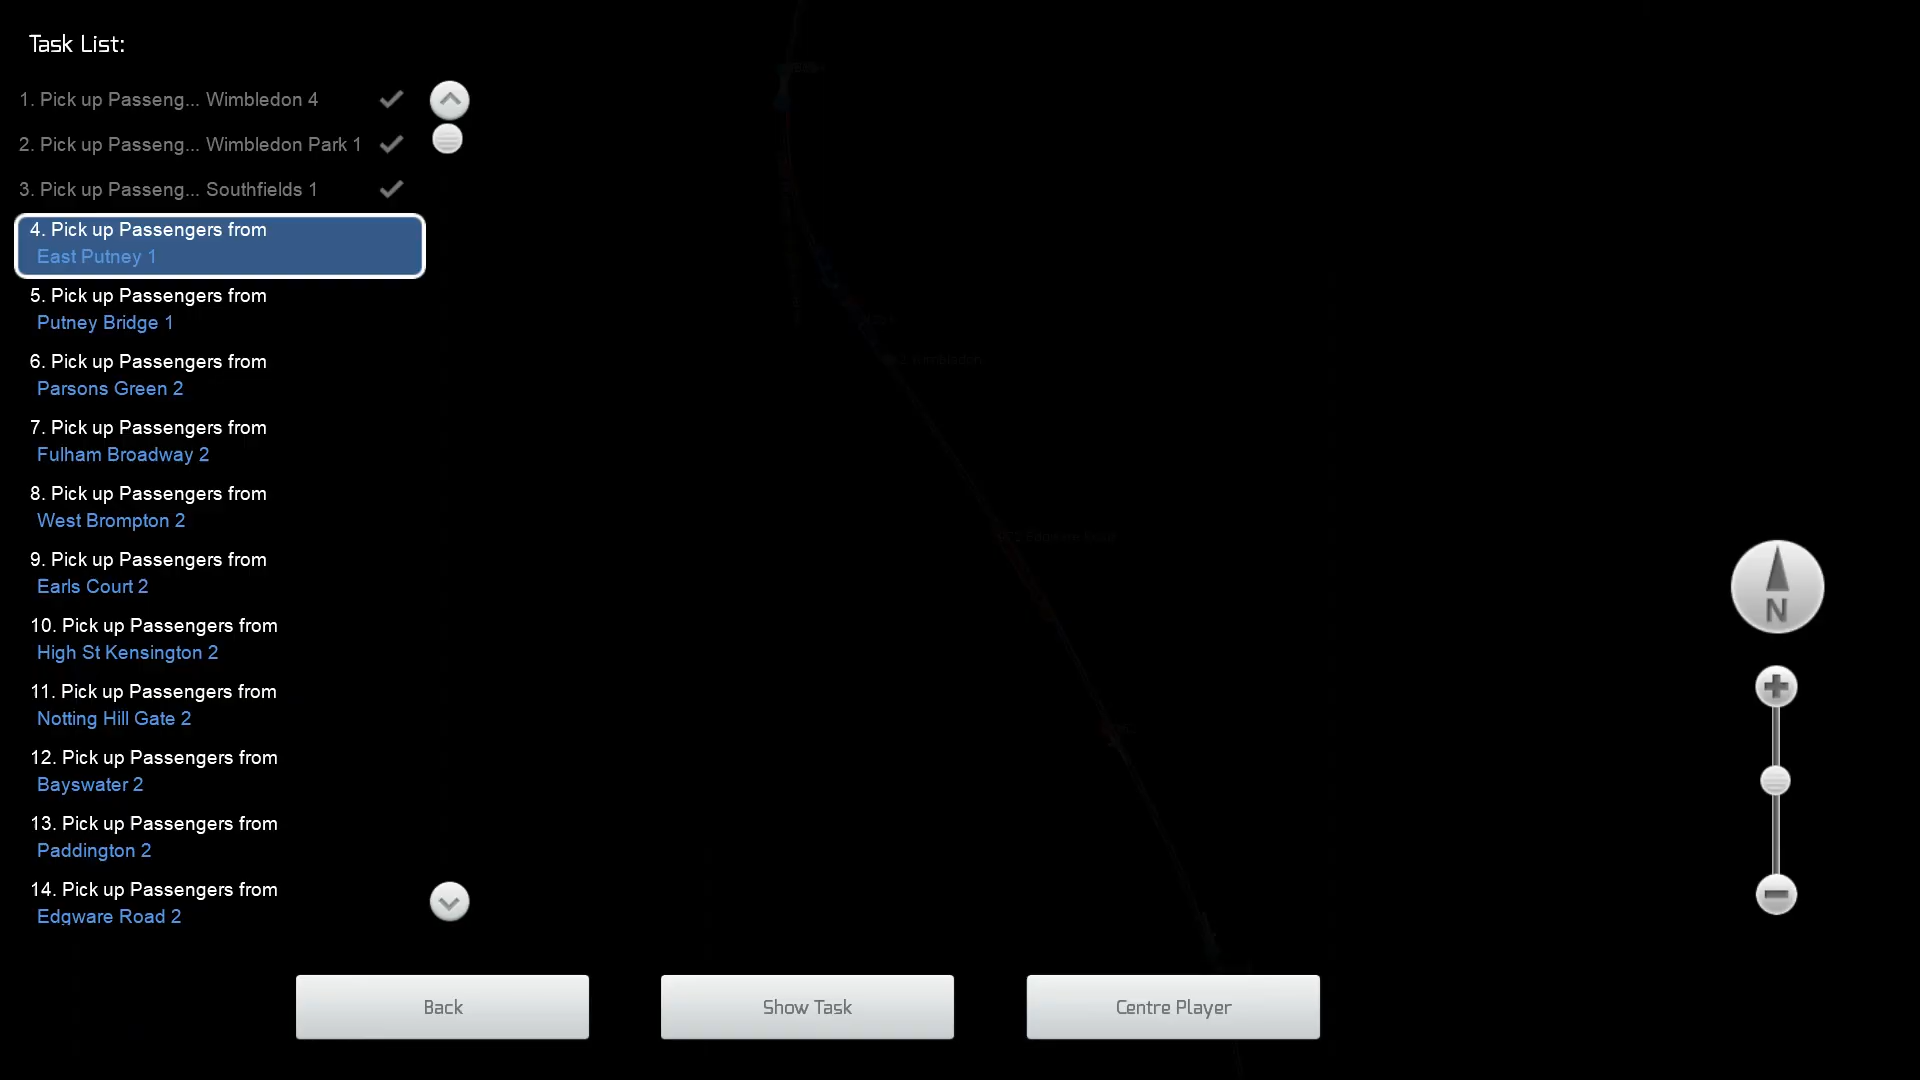 Task List:
1. Pick up Passeng... Wimbledon 4
2. Pick up Passeng... Wimbledon Park 1
3. Pick up Passeng... Southfields 1
4. Pick up Passengers from
East Putney 1
5. Pick up Passengers from
Putney Bridge 1
6. Pick up Passengers from
Parsons Green 2
7. Pick up Passengers from
Fulham Broadway 2
8. Pick up Passengers from
West Brompton 2
9. Pick up Passengers from
Earls Court 2
10. Pick up Passengers from
High St Kensington 2
11. Pick up Passengers from
Notting Hill Gate 2
12. Pick up Passengers from
Bayswater 2
13. Pick up Passengers from
Paddington 2
14. Pick up Passengers from
Edgware Road 2
N
Back
Show Task
Centre Player